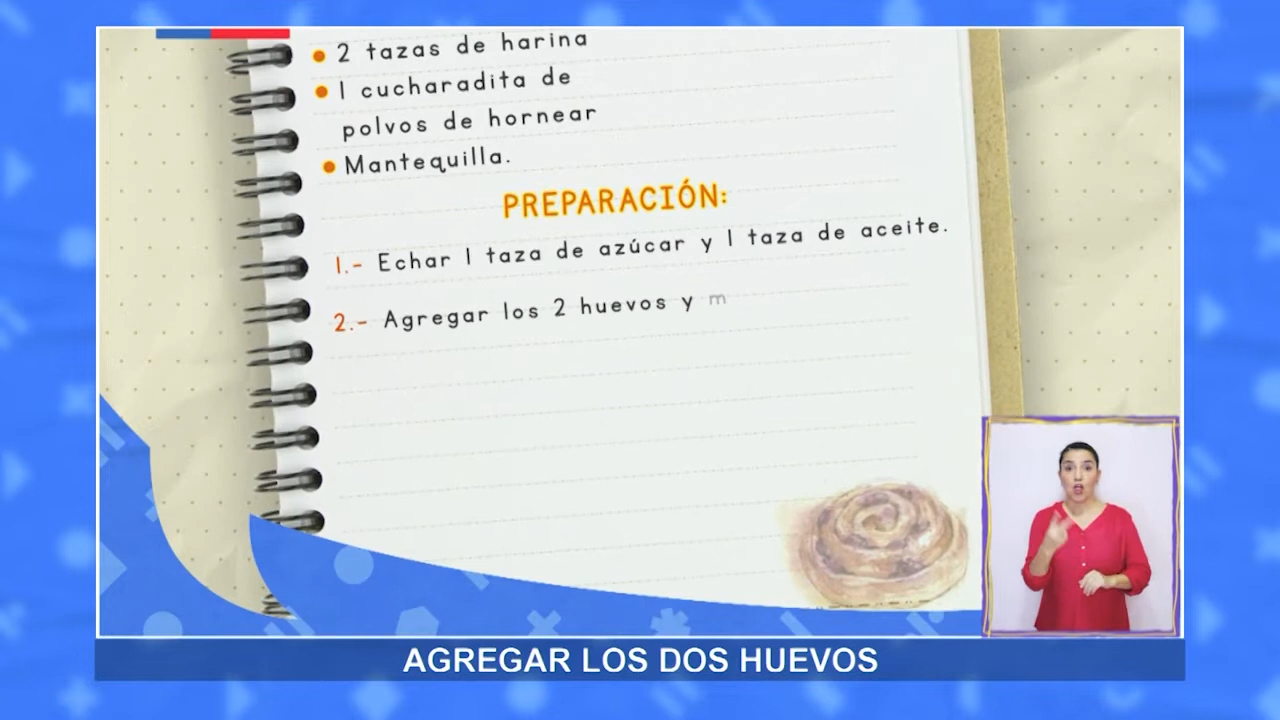 2 tazas de harina
1 cucharadita de
polvos de hornear
Mantequilla.
PREPARACIÓN:
1.- Echar 1 taza de azúcar y 1 taza de aceite.
2.- Agregar los 2 huevos y m
AGREGAR LOS DOS HUEVOS